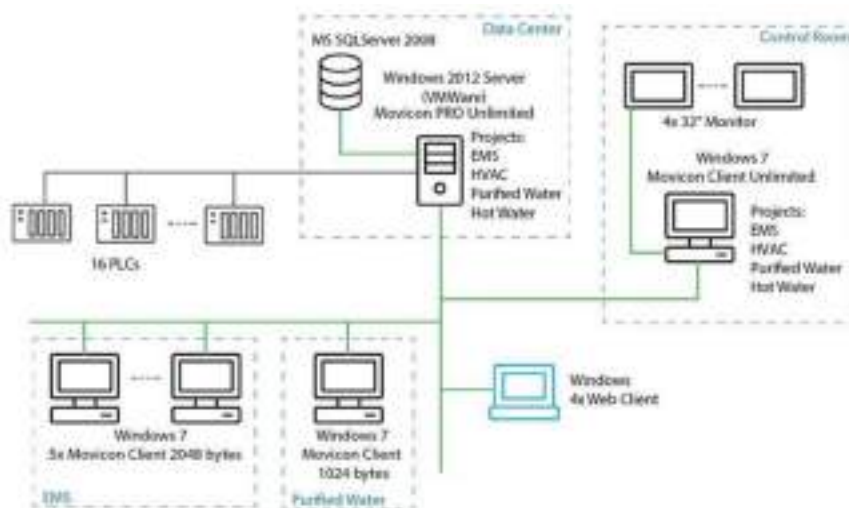 Data Center
MS SQLServer 2008
Windows 2012 Server
(VMWare)
Movicon PRO Unlimited
Projects:
EMS
HVAC
Purified Water
Hot Water
16 PLCs
Control Room
4x 32" Monitor
Windows 7
Movicon Client Unlimited
Projects:
EMS
HVAC
Purified Water
Hot Water
Windows 7
5x Movicon Client 2048 bytes
EMS
Windows 7
Movicon Client
1024 bytes
Purified Water
Windows
4x Web Client